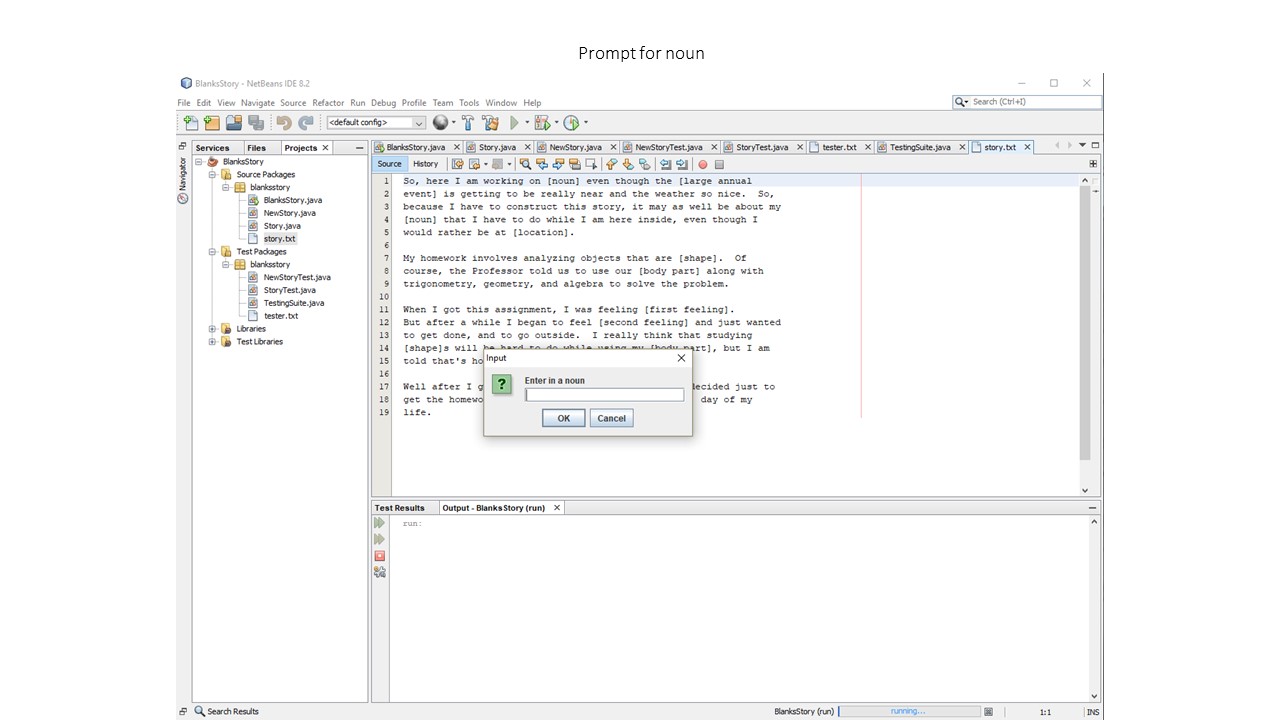 Prompt for noun
BlanksStory - NetBeans IDE 8.2
File Edit View Navigate Source Refactor Run Debug Profile Team Tools Window Help
Search (Ctrl+I)
<default config>
Services Files Projects
Navigator
BlanksStory
Source Packages
blanksstory
BlanksStory.java
NewStory.java
Story.java
story.txt
Test Packages
blanksstory
NewStoryTest.java
StoryTest.java
TestingSuite.java
tester.txt
Libraries
Test Libraries
BlanksStory.java Story.java NewStory.java NewStoryTest.java StoryTest.java tester.txt TestingSuite.java story.txt
Source History
1 So, here I am working on [noun] even though the [large annual
2 event] is getting to be really near and the weather so nice. So,
3 because I have to construct this story, it may as well be about my
4 [noun] that I have to do while I am here inside, even though I
5 would rather be at [location].
6
7 My homework involves analyzing objects that are [shape]. Of
8 course, the Professor told us to use our [body part] along with
9 trigonometry, geometry, and algebra to solve the problem.
10
11 When I got this assignment, I was feeling [first feeling].
12 But after a while I began to feel [second feeling] and just wanted
13 to get done, and to go outside. I really think that studying
14 [shape]s will be hard to do while using my [body part], but I am
15 told that's ho
16
17 Well after I g decided just to
18 get the homewo day of my
19 life.
Input
?
Enter in a noun
OK Cancel
Test Results Output - BlanksStory (run)
run:
Search Results
BlanksStory (run) running... 1:1 INS